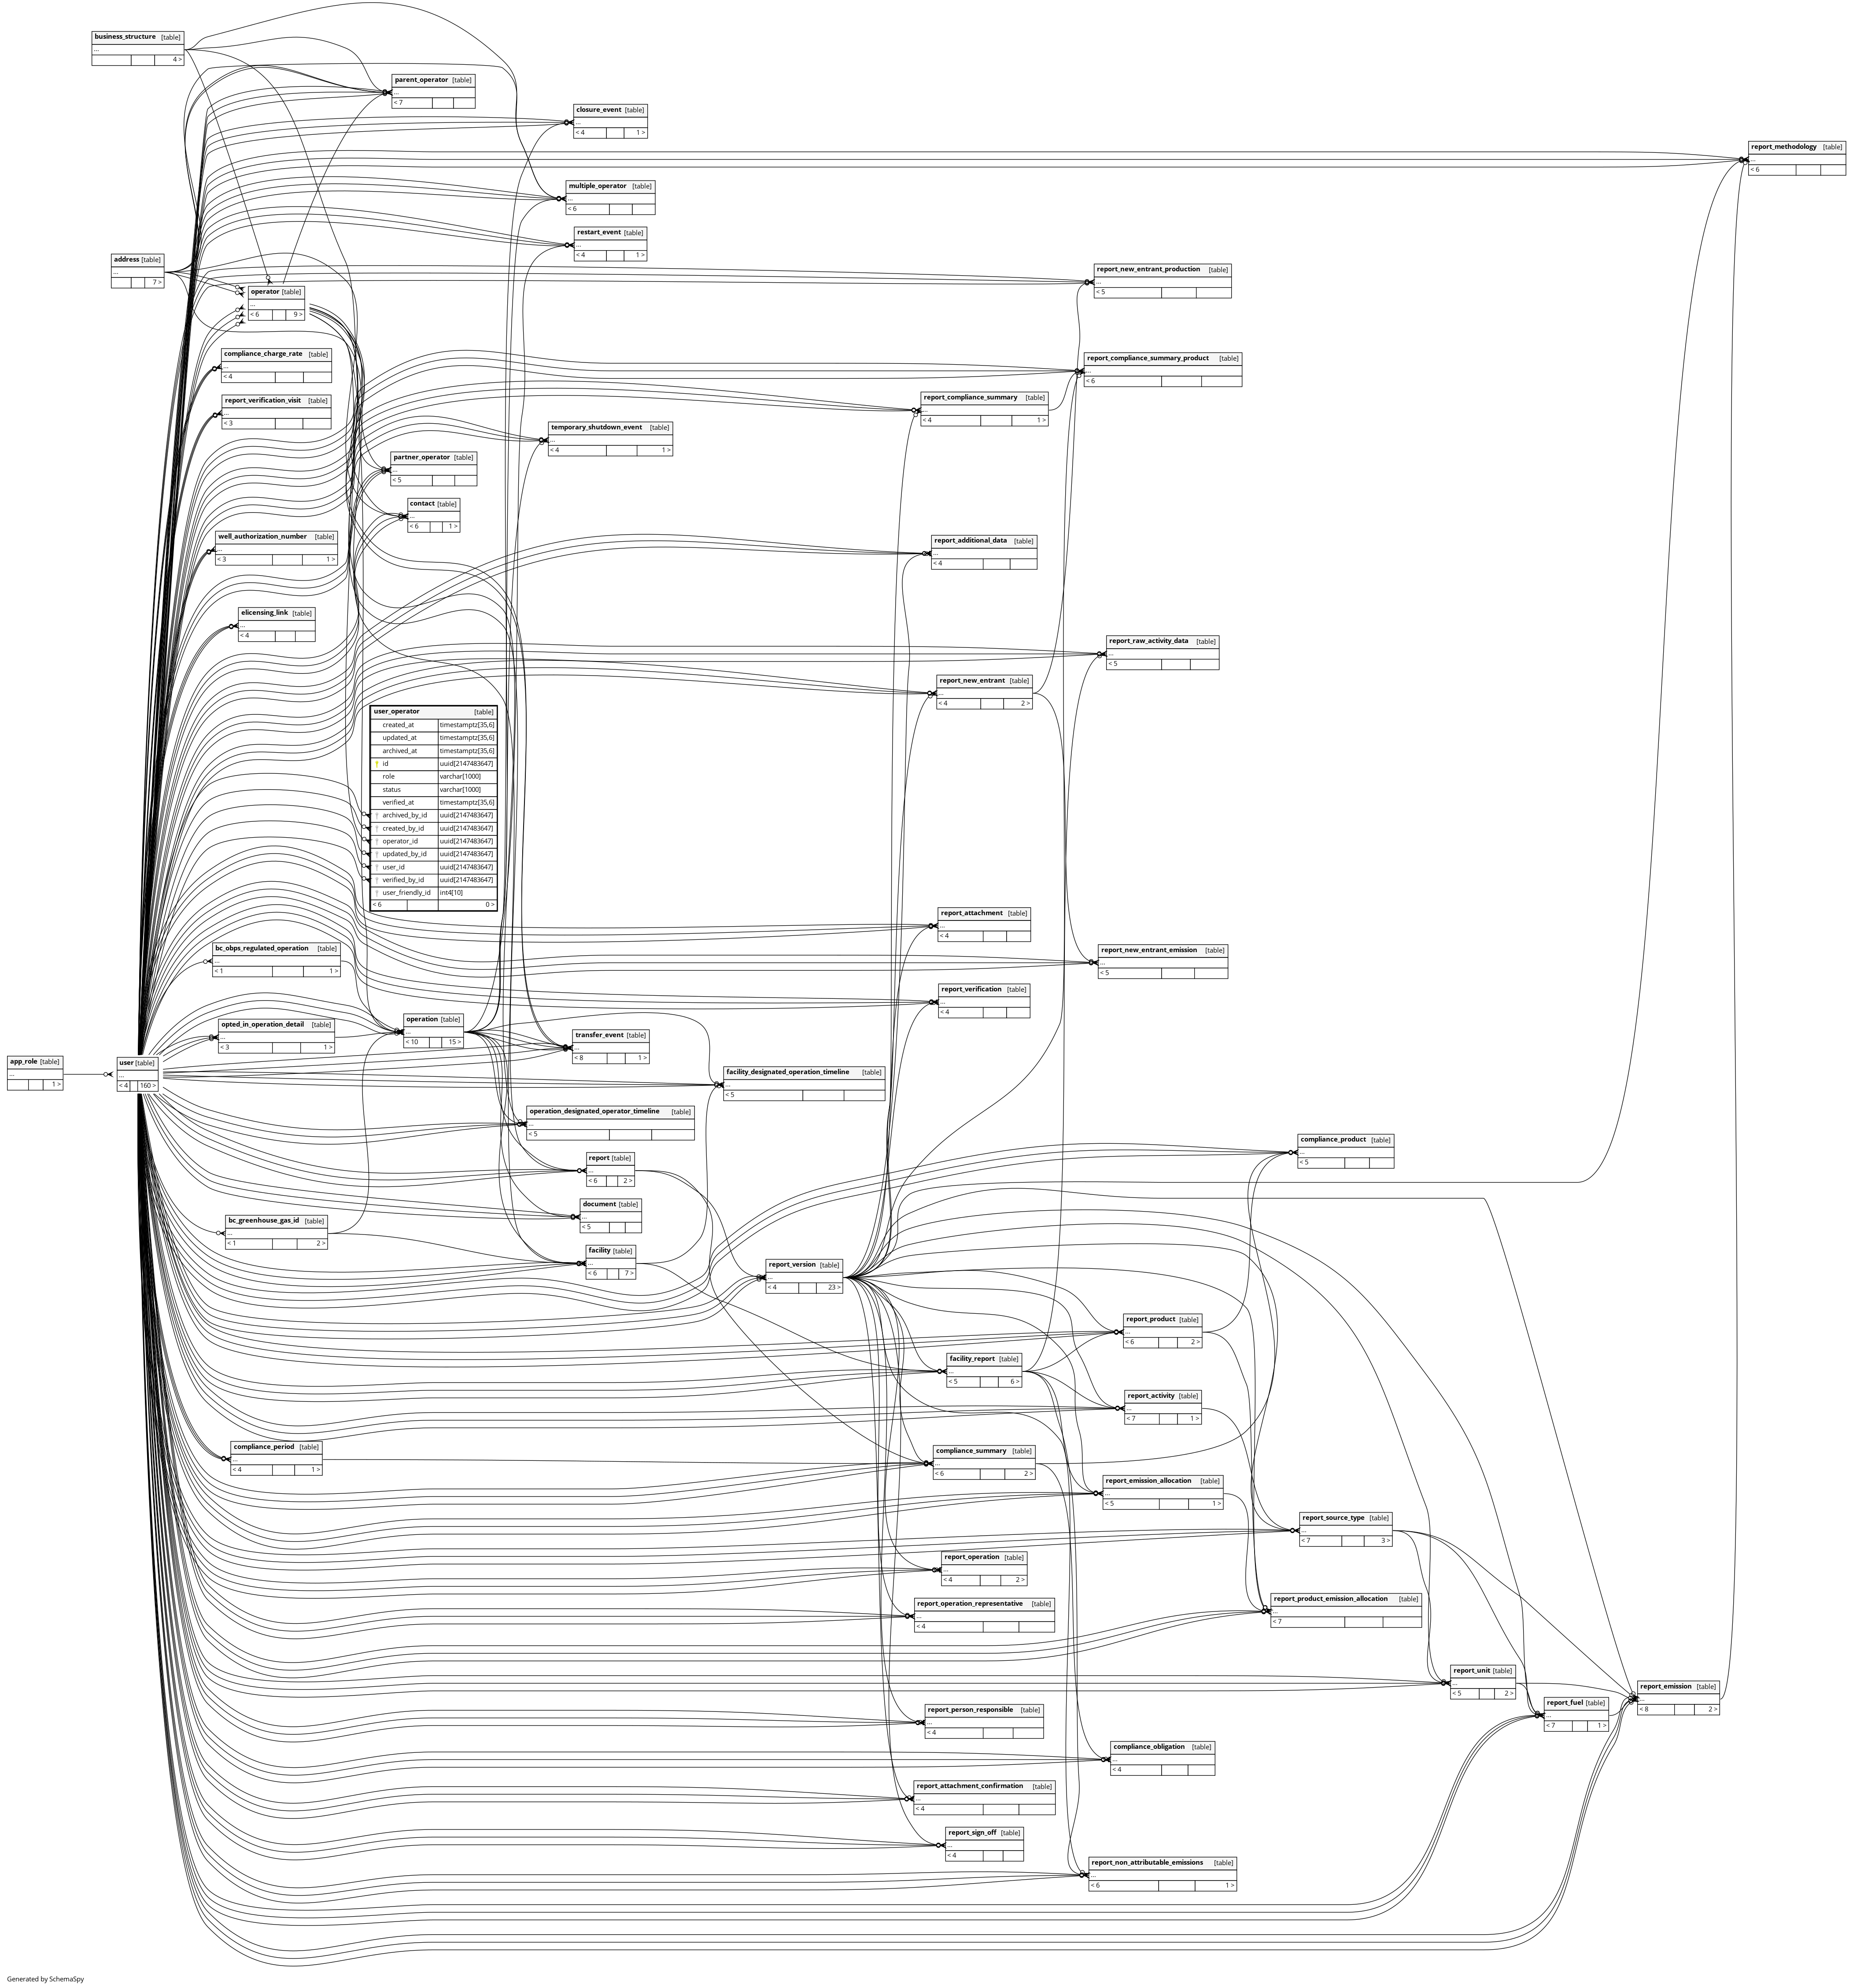 business_structure [table]
...
4 >
parent_operator [table]
...
< 7
closure_event [table]
...
< 4 1 >
report_methodology [table]
...
< 6
multiple_operator [table]
...
< 6
restart_event [table]
...
< 4 1 >
address [table]
...
7 >
report_new_entrant_production [table]
...
< 5
operator [table]
...
< 6 9 >
compliance_charge_rate [table]
...
< 4
report_compliance_summary_product [table]
...
< 6
report_verification_visit [table]
...
< 3
report_compliance_summary [table]
...
< 4 1 >
temporary_shutdown_event [table]
...
< 4 1 >
partner_operator [table]
...
< 5
contact [table]
...
< 6 1 >
well_authorization_number [table]
...
< 3 1 >
report_additional_data [table]
...
< 4
elicensing_link [table]
...
< 4
report_raw_activity_data [table]
...
< 5
report_new_entrant [table]
...
< 4 2 >
user_operator [table]
created_at timestamptz[35,6]
updated_at timestamptz[35,6]
archived_at timestamptz[35,6]
id uuid[2147483647]
role varchar[1000]
status varchar[1000]
verified_at timestamptz[35,6]
archived_by_id uuid[2147483647]
created_by_id uuid[2147483647]
operator_id uuid[2147483647]
updated_by_id uuid[2147483647]
user_id uuid[2147483647]
verified_by_id uuid[2147483647]
user_friendly_id int4[10]
< 6 0 >
report_attachment [table]
...
< 4
bc_obps_regulated_operation [table]
...
< 1 1 >
report_new_entrant_emission [table]
...
< 5
report_verification [table]
...
< 4
operation [table]
...
< 10 15 >
opted_in_operation_detail [table]
...
< 3 1 >
transfer_event [table]
...
< 8 1 >
app_role [table]
...
1 >
user [table]
...
< 4 160 >
facility_designated_operation_timeline [table]
...
< 5
operation_designated_operator_timeline [table]
...
< 5
compliance_product [table]
...
< 5
report [table]
...
< 6 2 >
document [table]
...
< 5
bc_greenhouse_gas_id [table]
...
< 1 2 >
facility [table]
...
< 6 7 >
report_version [table]
...
< 4 23 >
report_product [table]
...
< 6 2 >
facility_report [table]
...
< 5 6 >
report_activity [table]
...
< 7 1 >
compliance_period [table]
...
< 4 1 >
compliance_summary [table]
...
< 6 2 >
report_emission_allocation [table]
...
< 5 1 >
report_source_type [table]
...
< 7 3 >
report_operation [table]
...
< 4 2 >
report_product_emission_allocation [table]
...
< 7
report_operation_representative [table]
...
< 4
report_unit [table]
...
< 5 2 >
report_emission [table]
...
< 8 2 >
report_fuel [table]
...
< 7 1 >
report_person_responsible [table]
...
< 4
compliance_obligation [table]
...
< 4
report_attachment_confirmation [table]
...
< 4
report_sign_off [table]
...
< 4
report_non_attributable_emissions [table]
...
< 6 1 >
Generated by SchemaSpy